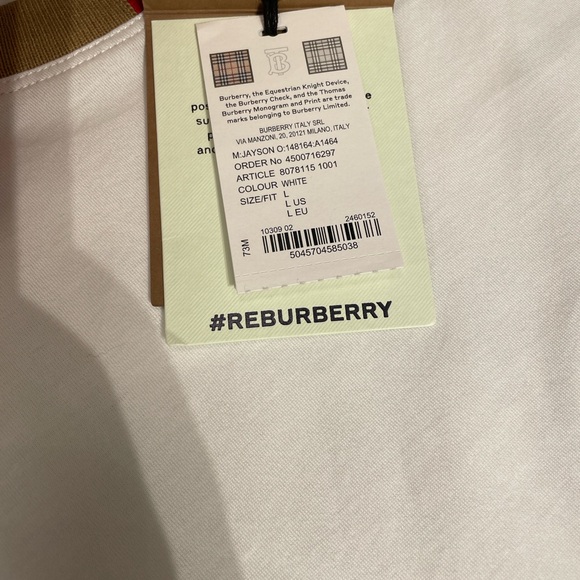 Burberry, the Equestrian Knight Device,
the Burberry Check, and the Thomas
Burberry Monogram and Print are trade
marks belonging to Burberry Limited.
BURBERRY ITALY SRL
VIA MANZONI, 20, 20121 MILANO, ITALY
M:JAYSON O:148164:A1464
ORDER No 4500716297
ARTICLE 8078115 1001
COLOUR WHITE
SIZE/FIT L
L US
L EU
73M
10309 02 2460152
5045704585038
#REBURBERRY